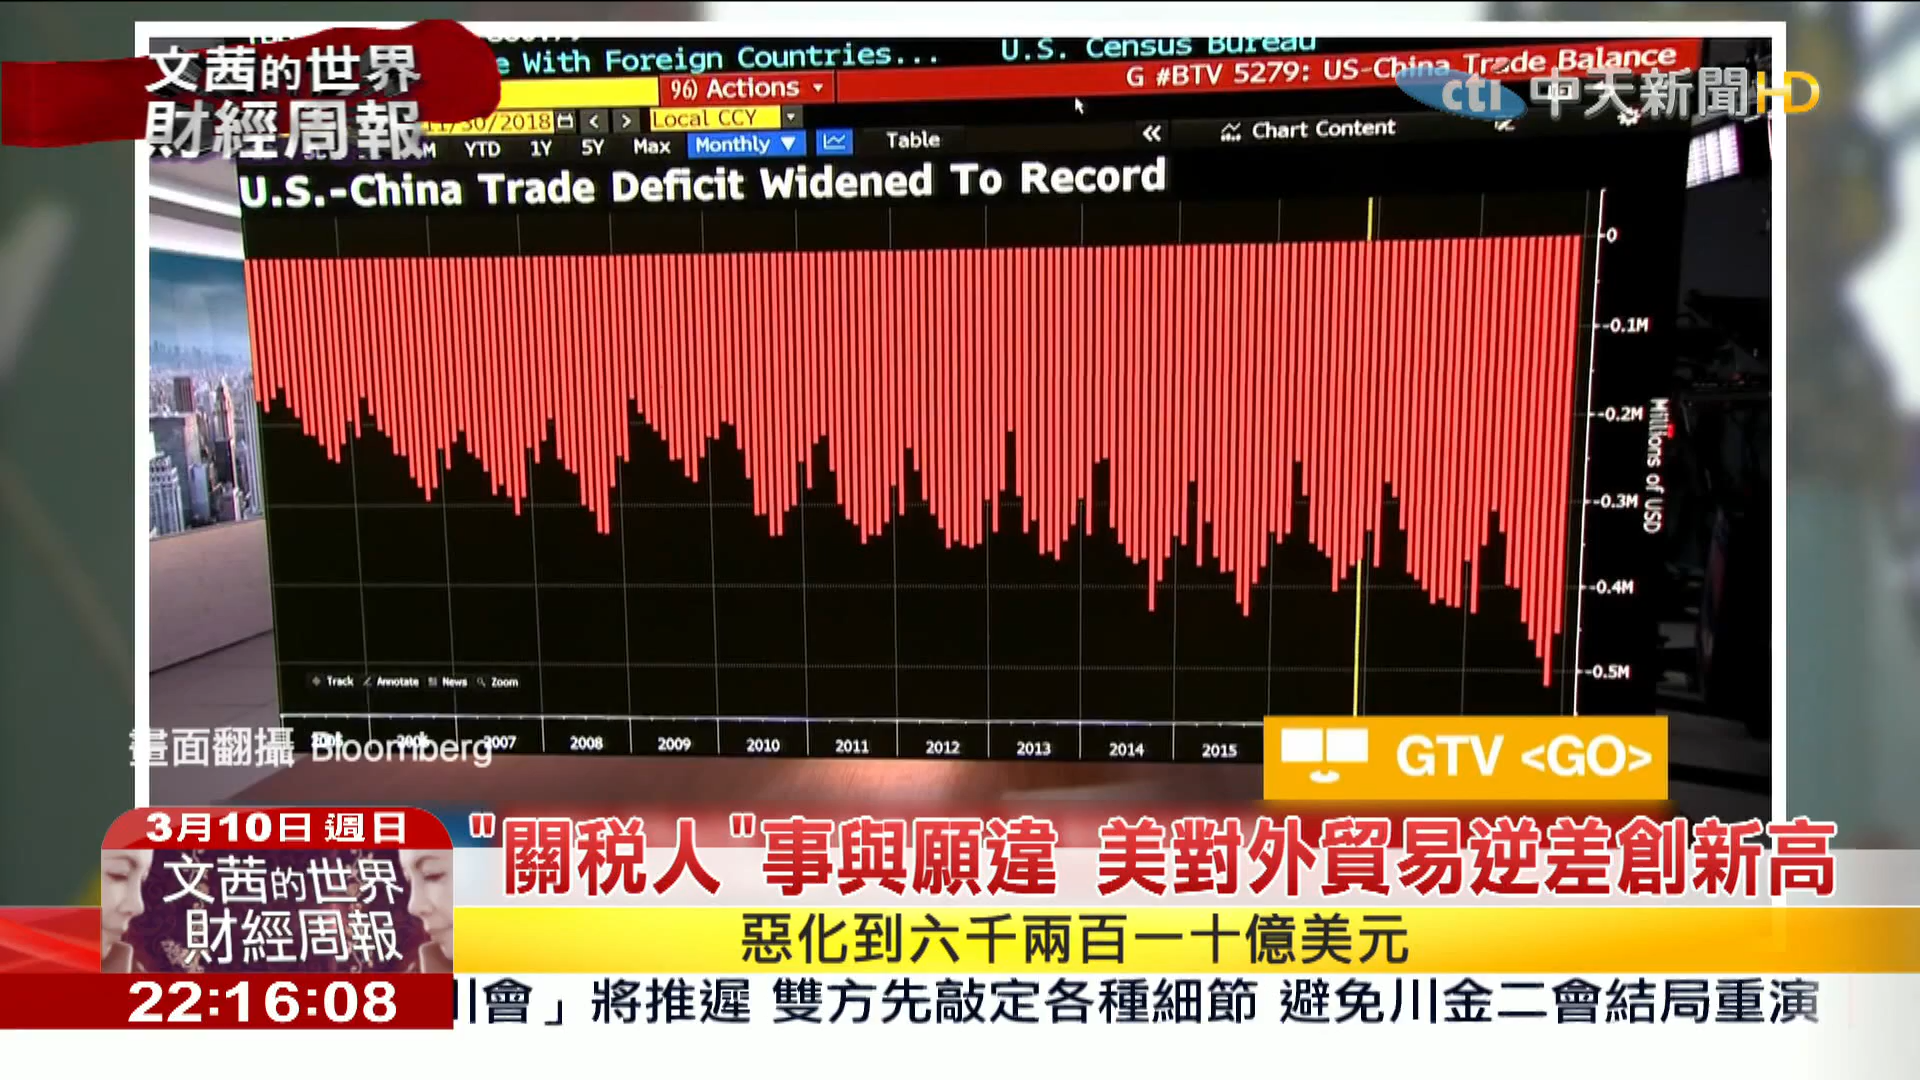 文茜的世界
財經周報
With Foreign Countries...
U.S. Census Bureau
96) Actions
G #BTV 5279: US-China Trade Balance
cti 中天新聞HD
11/30/2018
Local CCY
YTD 1Y 5Y Max Monthly Table
Chart Content
U.S.-China Trade Deficit Widened To Record
0
-0.1M
-0.2M
-0.3M
-0.4M
-0.5M
Millions of USD
Track Annotate News Zoom
2007 2008 2009 2010 2011 2012 2013 2014 2015
畫面翻攝 Bloomberg
GTV <GO>
3月10日 週日
文茜的世界
財經周報
"關稅人"事與願違 美對外貿易逆差創新高
惡化到六千兩百一十億美元
22:16:08
川會」將推遲 雙方先敲定各種細節 避免川金二會結局重演